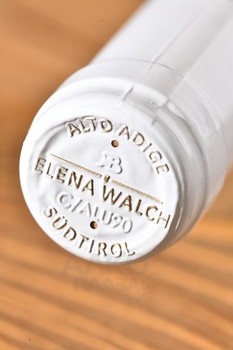 ALTO ADIGE
ELENA WALCH
C/ALU90
SÜDTIROL